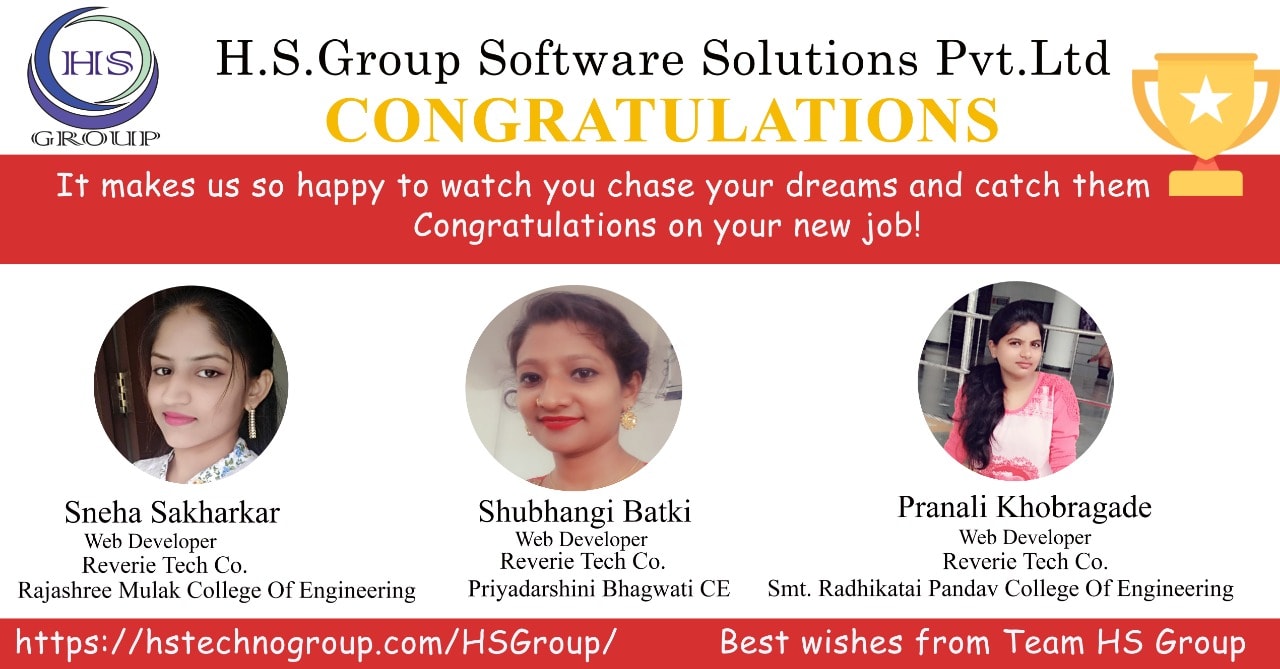 HS
GROUP
H.S.Group Software Solutions Pvt.Ltd
CONGRATULATIONS
It makes us so happy to watch you chase your dreams and catch them
Congratulations on your new job!
Sneha Sakharkar
Web Developer
Reverie Tech Co.
Rajashree Mulak College Of Engineering
Shubhangi Batki
Web Developer
Reverie Tech Co.
Priyadarshini Bhagwati CE
Pranali Khobragade
Web Developer
Reverie Tech Co.
Smt. Radhikatai Pandav College Of Engineering
https://hstechnogroup.com/HSGroup/
Best wishes from Team HS Group